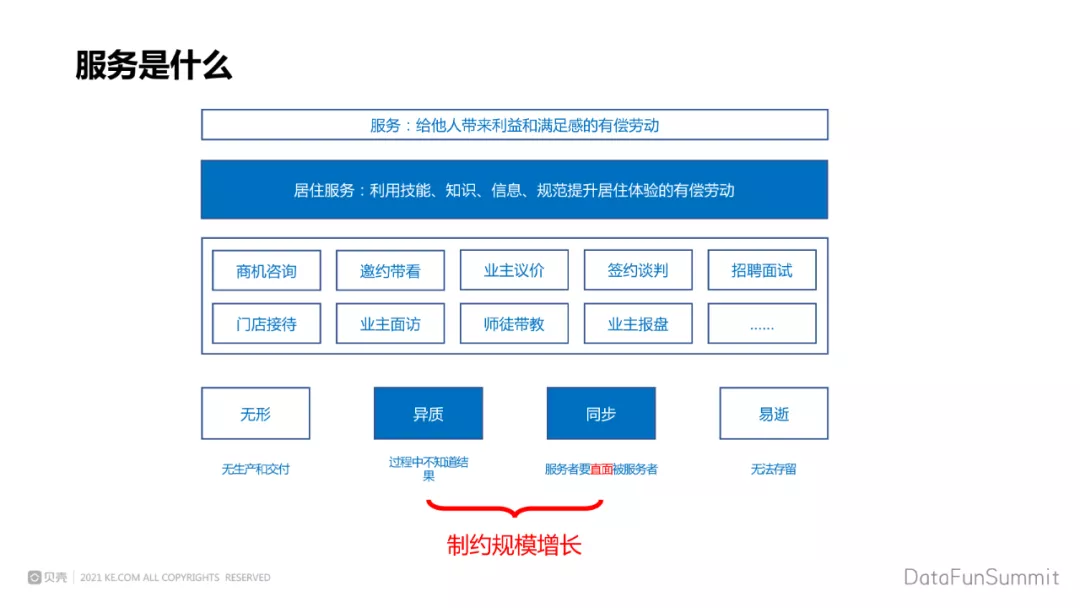 服务是什么
服务：给他人带来利益和满足感的有偿劳动
居住服务：利用技能、知识、信息、规范提升居住体验的有偿劳动
商机咨询 邀约带看 业主议价 签约谈判 招聘面试
门店接待 业主面访 师徒带教 业主报盘 ......
无形 异质 同步 易逝
无生产和交付 过程中不知道结 服务者要直面被服务者 无法存留
果
制约规模增长
贝壳 2021 KE.COM ALL COPYRIGHTS RESERVED
DataFunSummit